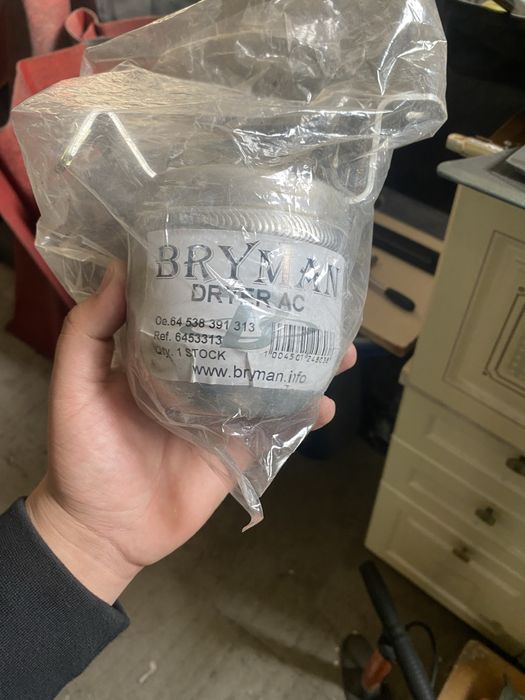 BRYMAN
DRYER AC
Oe.64 538 391 313
Ref. 6453313
Qty. 1 STOCK
www.bryman.info